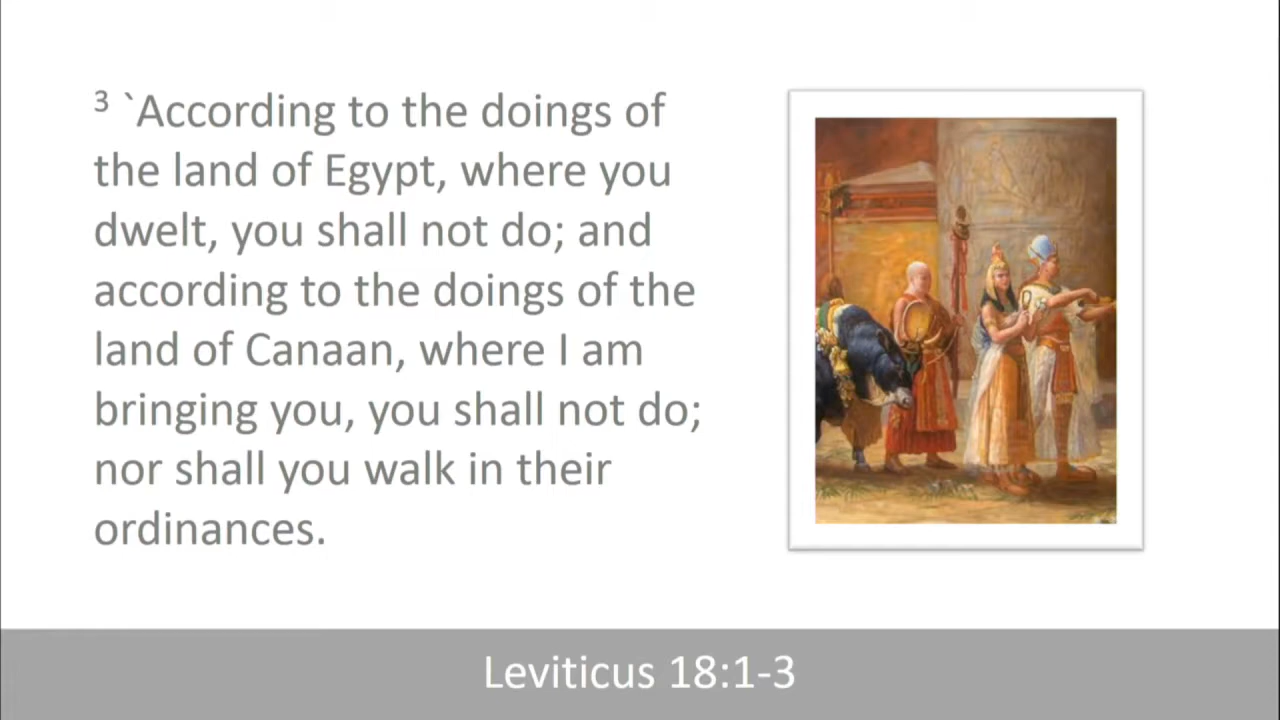 3 `According to the doings of
the land of Egypt, where you
dwelt, you shall not do; and
according to the doings of the
land of Canaan, where I am
bringing you, you shall not do;
nor shall you walk in their
ordinances.
Leviticus 18:1-3